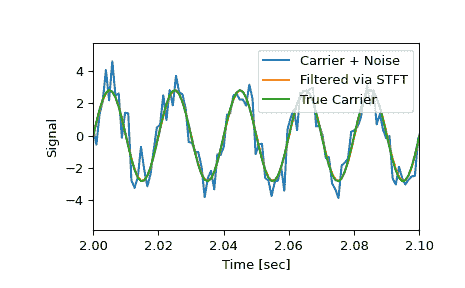 Carrier + Noise
Filtered via STFT
True Carrier
Signal
4
2
0
−2
−4
2.00 2.02 2.04 2.06 2.08 2.10
Time [sec]